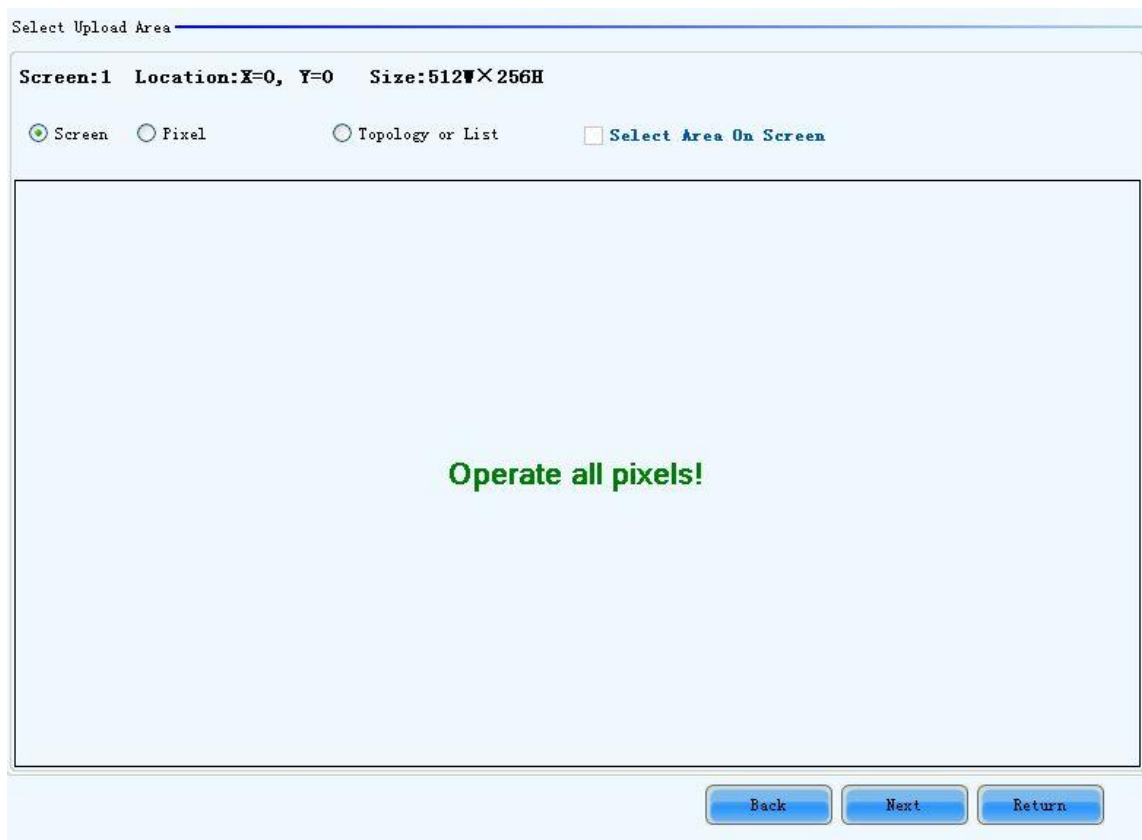 Select Upload Area
Screen:1 Location:X=0, Y=0 Size:512W×256H
Screen Pixel Topology or List Select Area On Screen
Operate all pixels!
Back Next Return